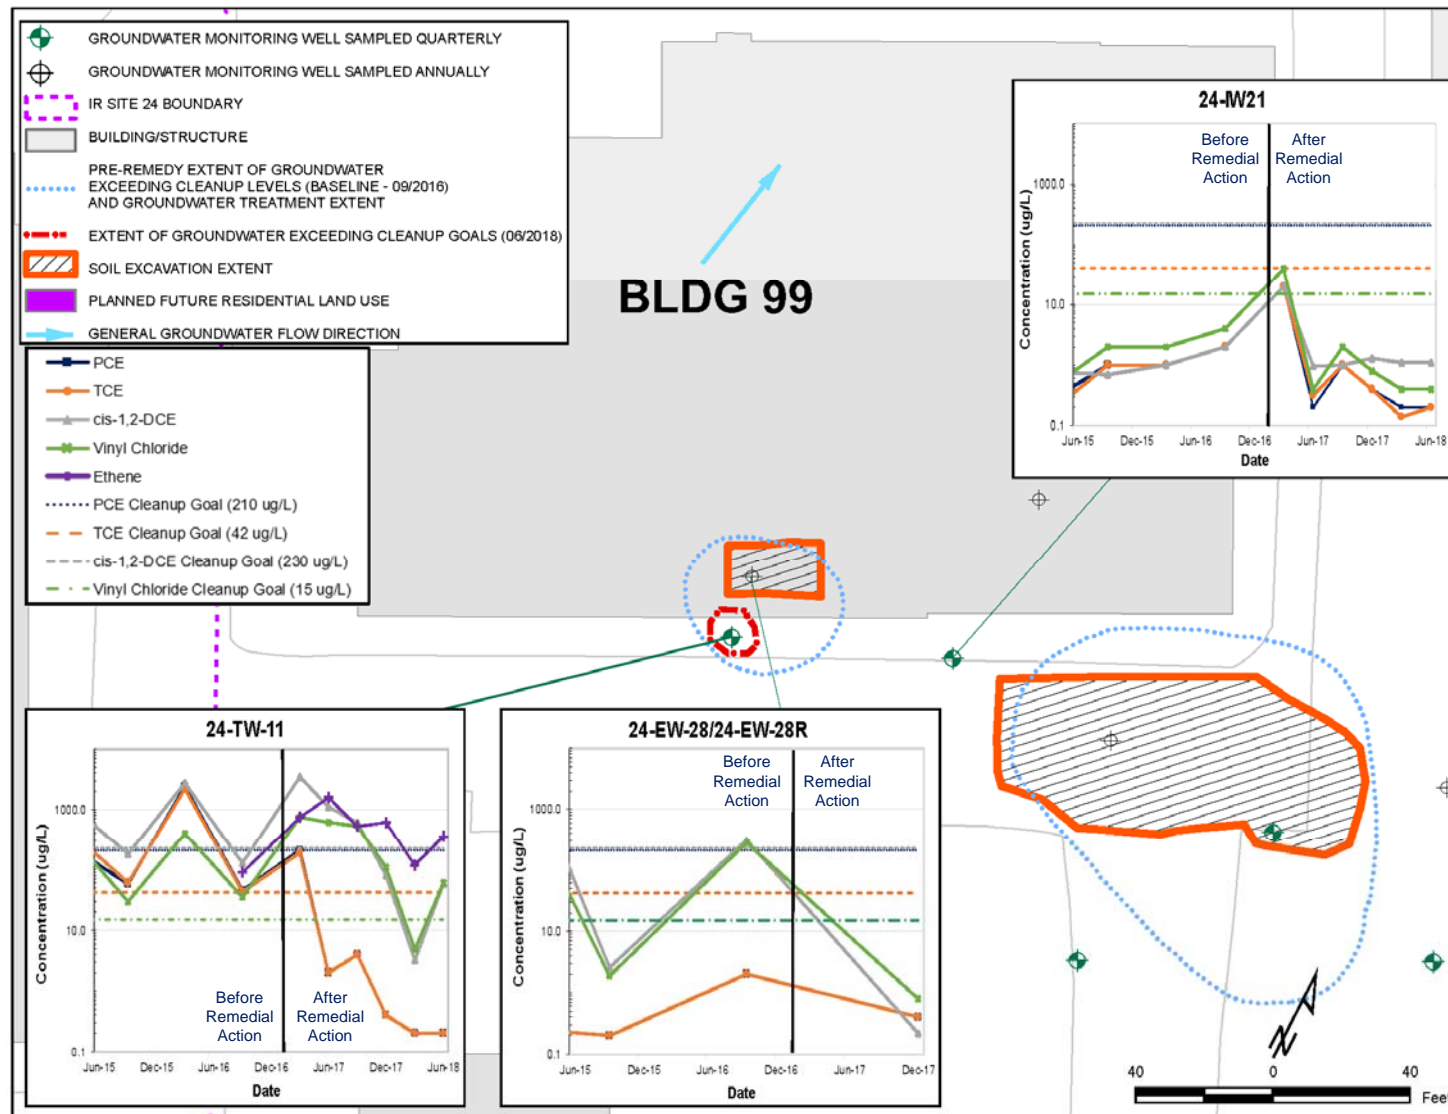 GROUNDWATER MONITORING WELL SAMPLED QUARTERLY
GROUNDWATER MONITORING WELL SAMPLED ANNUALLY
IR SITE 24 BOUNDARY
BUILDING/STRUCTURE
PRE-REMEDY EXTENT OF GROUNDWATER
EXCEEDING CLEANUP LEVELS (BASELINE - 09/2016)
AND GROUNDWATER TREATMENT EXTENT
EXTENT OF GROUNDWATER EXCEEDING CLEANUP GOALS (06/2018)
SOIL EXCAVATION EXTENT
PLANNED FUTURE RESIDENTIAL LAND USE
GENERAL GROUNDWATER FLOW DIRECTION
PCE
TCE
cis-1,2-DCE
Vinyl Chloride
Ethene
PCE Cleanup Goal (210 ug/L)
TCE Cleanup Goal (42 ug/L)
cis-1,2-DCE Cleanup Goal (230 ug/L)
Vinyl Chloride Cleanup Goal (15 ug/L)
BLDG 99
24-IW21
Before
Remedial
Action
After
Remedial
Action
Concentration (ug/L)
1000.0
10.0
0.1
Jun-15 Dec-15 Jun-16 Dec-16 Jun-17 Dec-17 Jun-18
Date
24-TW-11
Concentration (ug/L)
1000.0
10.0
0.1
Before
Remedial
Action
After
Remedial
Action
Jun-15 Dec-15 Jun-16 Dec-16 Jun-17 Dec-17 Jun-18
Date
24-EW-28/24-EW-28R
Before
Remedial
Action
After
Remedial
Action
Concentration (ug/L)
1000.0
10.0
0.1
Jun-15 Dec-15 Jun-16 Dec-16 Jun-17 Dec-17
Date
N
40 0 40
Fee